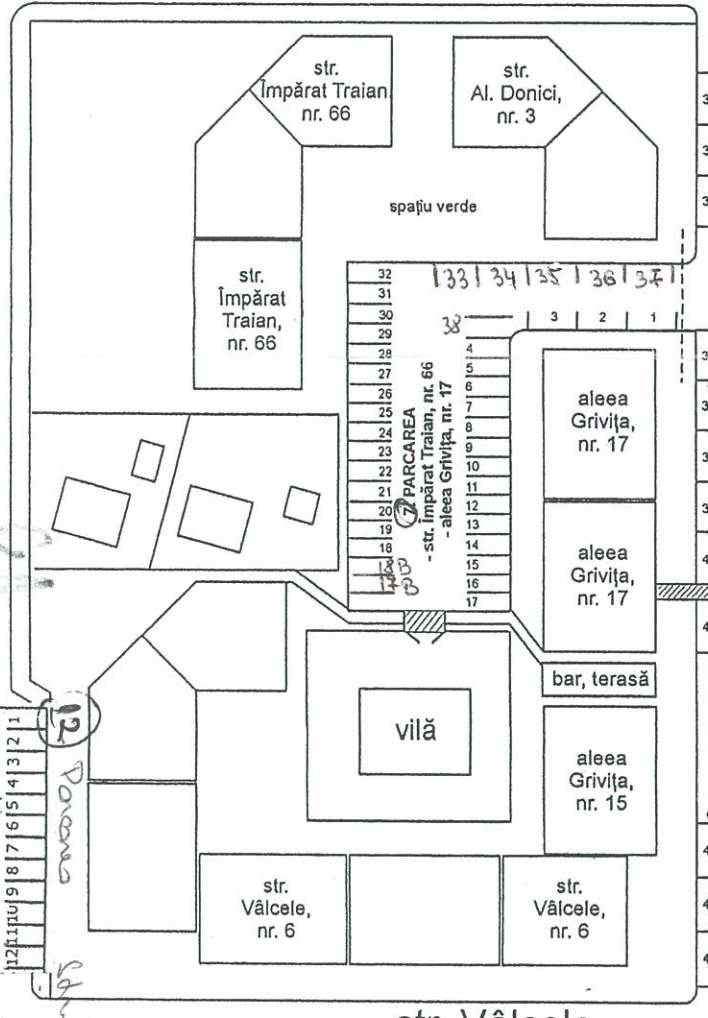 str.
Împărat Traian
nr. 66
str.
Al. Donici,
nr. 3
spațiu verde
str.
Împărat
Traian,
nr. 66
32
31
30
29
28
27
26
25
24
23
22
21
20
19
18
18B
17B
33 34 35 36 37
38
3 2 1
4
5
6
7
8
9
10
11
12
13
14
15
16
17
7. PARCAREA
- str. Împărat Traian, nr. 66
- aleea Grivița, nr. 17
aleea
Grivița,
nr. 17
aleea
Grivița,
nr. 17
bar, terasă
vilă
aleea
Grivița,
nr. 15
12
Parcarea
1
2
3
4
5
6
7
8
9
10
11
12
str.
Vâlcele,
nr. 6
str.
Vâlcele,
nr. 6
str. Vâlcele